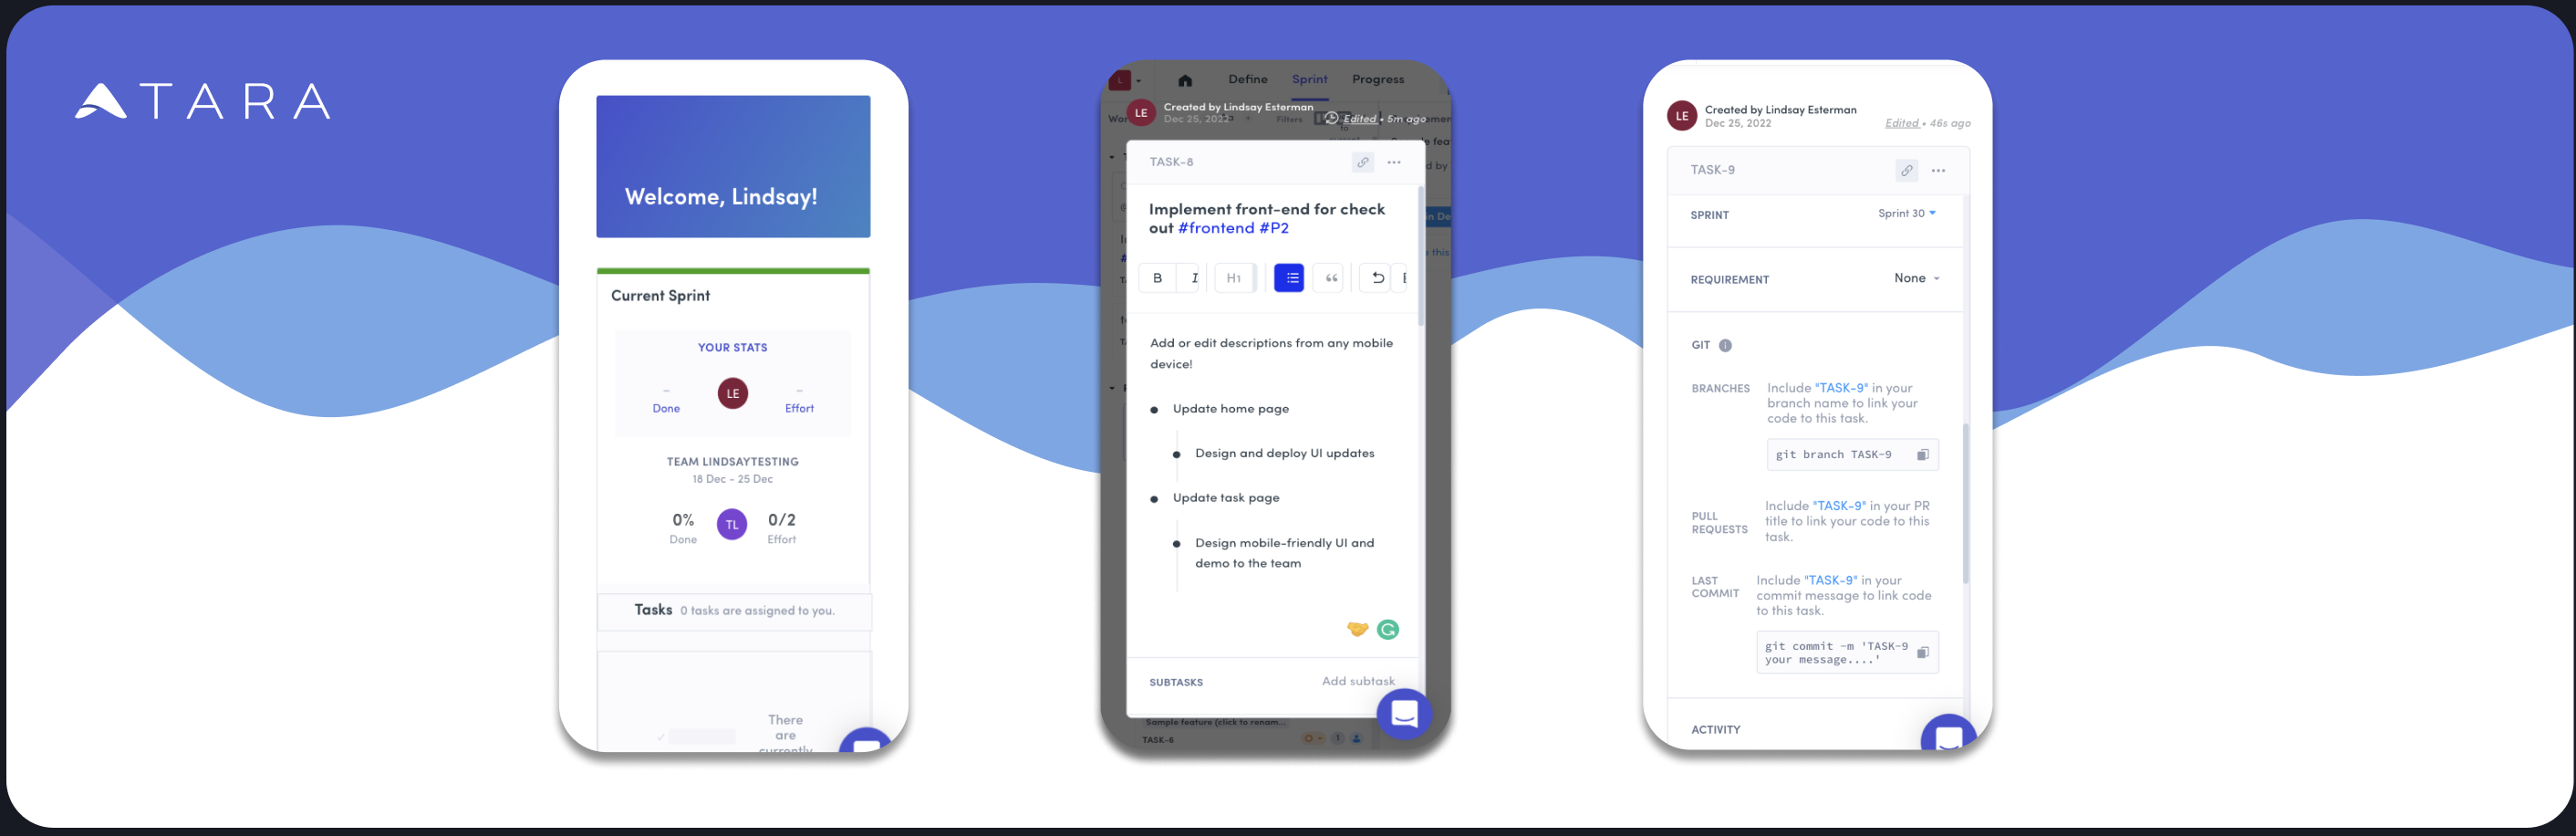 TARA
Welcome, Lindsay!
Current Sprint
YOUR STATS
– LE –
Done Effort
TEAM LINDSAYTESTING
18 Dec - 25 Dec
0% TL 0/2
Done Effort
Tasks 0 tasks are assigned to you.
There
are
currently
L Define Sprint Progress
LE Created by Lindsay Esterman
Dec 25, 2022 Filters Edited • 5m ago
TASK-8
Implement front-end for check
out #frontend #P2
B I H1
Add or edit descriptions from any mobile
device!
Update home page
Design and deploy UI updates
Update task page
Design mobile-friendly UI and
demo to the team
SUBTASKS Add subtask
Sample feature (click to renam...
TASK-6 1
LE Created by Lindsay Esterman
Dec 25, 2022 Edited • 46s ago
TASK-9
SPRINT Sprint 30
REQUIREMENT None
GIT
BRANCHES Include "TASK-9" in your
branch name to link your
code to this task.
git branch TASK-9
PULL
REQUESTS
Include "TASK-9" in your PR
title to link your code to this
task.
LAST
COMMIT
Include "TASK-9" in your
commit message to link code
to this task.
git commit -m 'TASK-9
your message....'
ACTIVITY